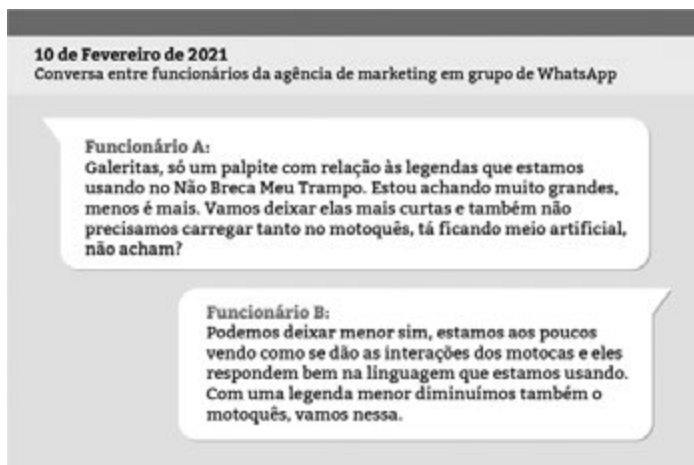 10 de Fevereiro de 2021
Conversa entre funcionários da agência de marketing em grupo de WhatsApp
Funcionário A:
Galeritas, só um palpite com relação às legendas que estamos
usando no Não Breca Meu Trampo. Estou achando muito grandes,
menos é mais. Vamos deixar elas mais curtas e também não
precisamos carregar tanto no motoquês, tá ficando meio artificial,
não acham?
Funcionário B:
Podemos deixar menor sim, estamos aos poucos
vendo como se dão as interações dos motocas e eles
respondem bem na linguagem que estamos usando.
Com uma legenda menor diminuímos também o
motoquês, vamos nessa.